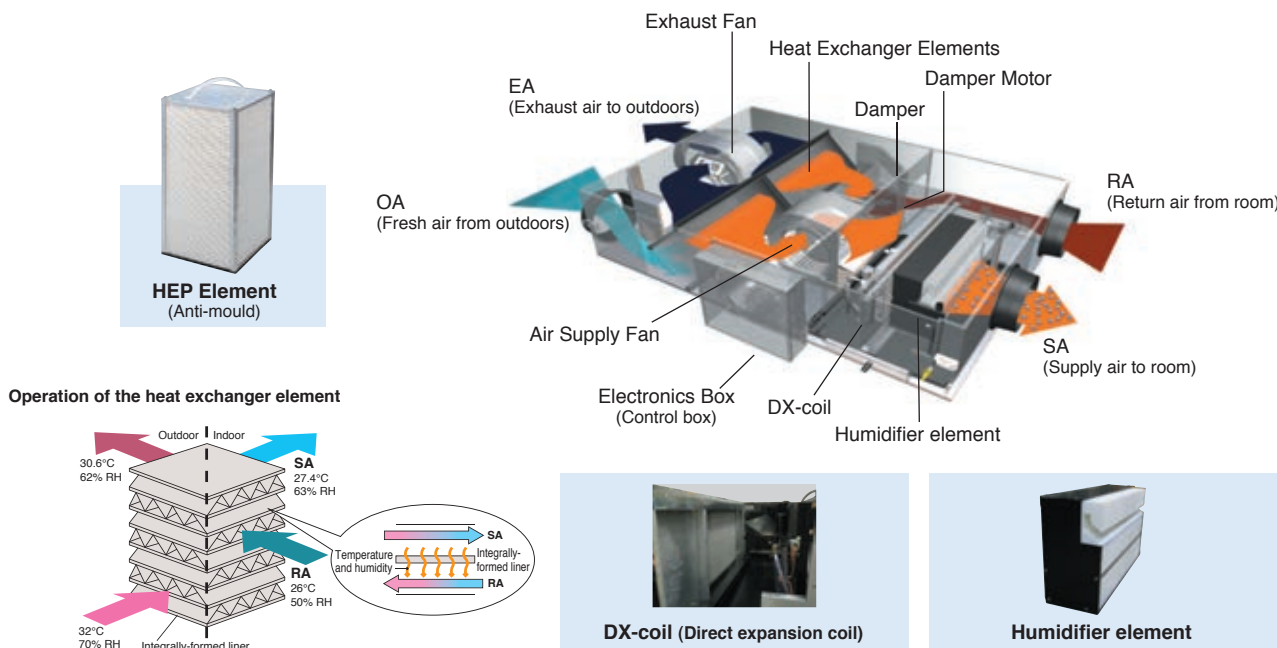 Exhaust Fan
Heat Exchanger Elements
Damper Motor
Damper
EA
(Exhaust air to outdoors)
OA
(Fresh air from outdoors)
RA
(Return air from room)
SA
(Supply air to room)
Air Supply Fan
Electronics Box
(Control box)
DX-coil
Humidifier element
HEP Element
(Anti-mould)
Operation of the heat exchanger element
Outdoor
Indoor
30.6°C
62% RH
SA
27.4°C
63% RH
RA
26°C
50% RH
32°C
70% RH
Integrally-formed liner
SA
Temperature
and humidity
Integrally-
formed liner
RA
DX-coil (Direct expansion coil)
Humidifier element